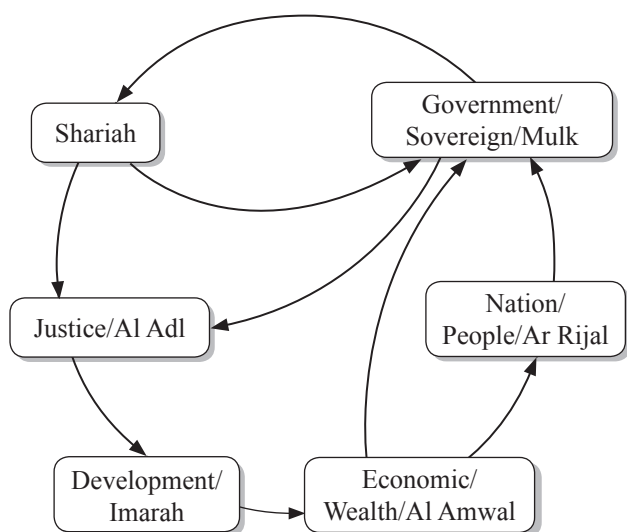 Government/
Sovereign/Mulk
Shariah
Nation/
People/Ar Rijal
Justice/Al Adl
Development/
Imarah
Economic/
Wealth/Al Amwal